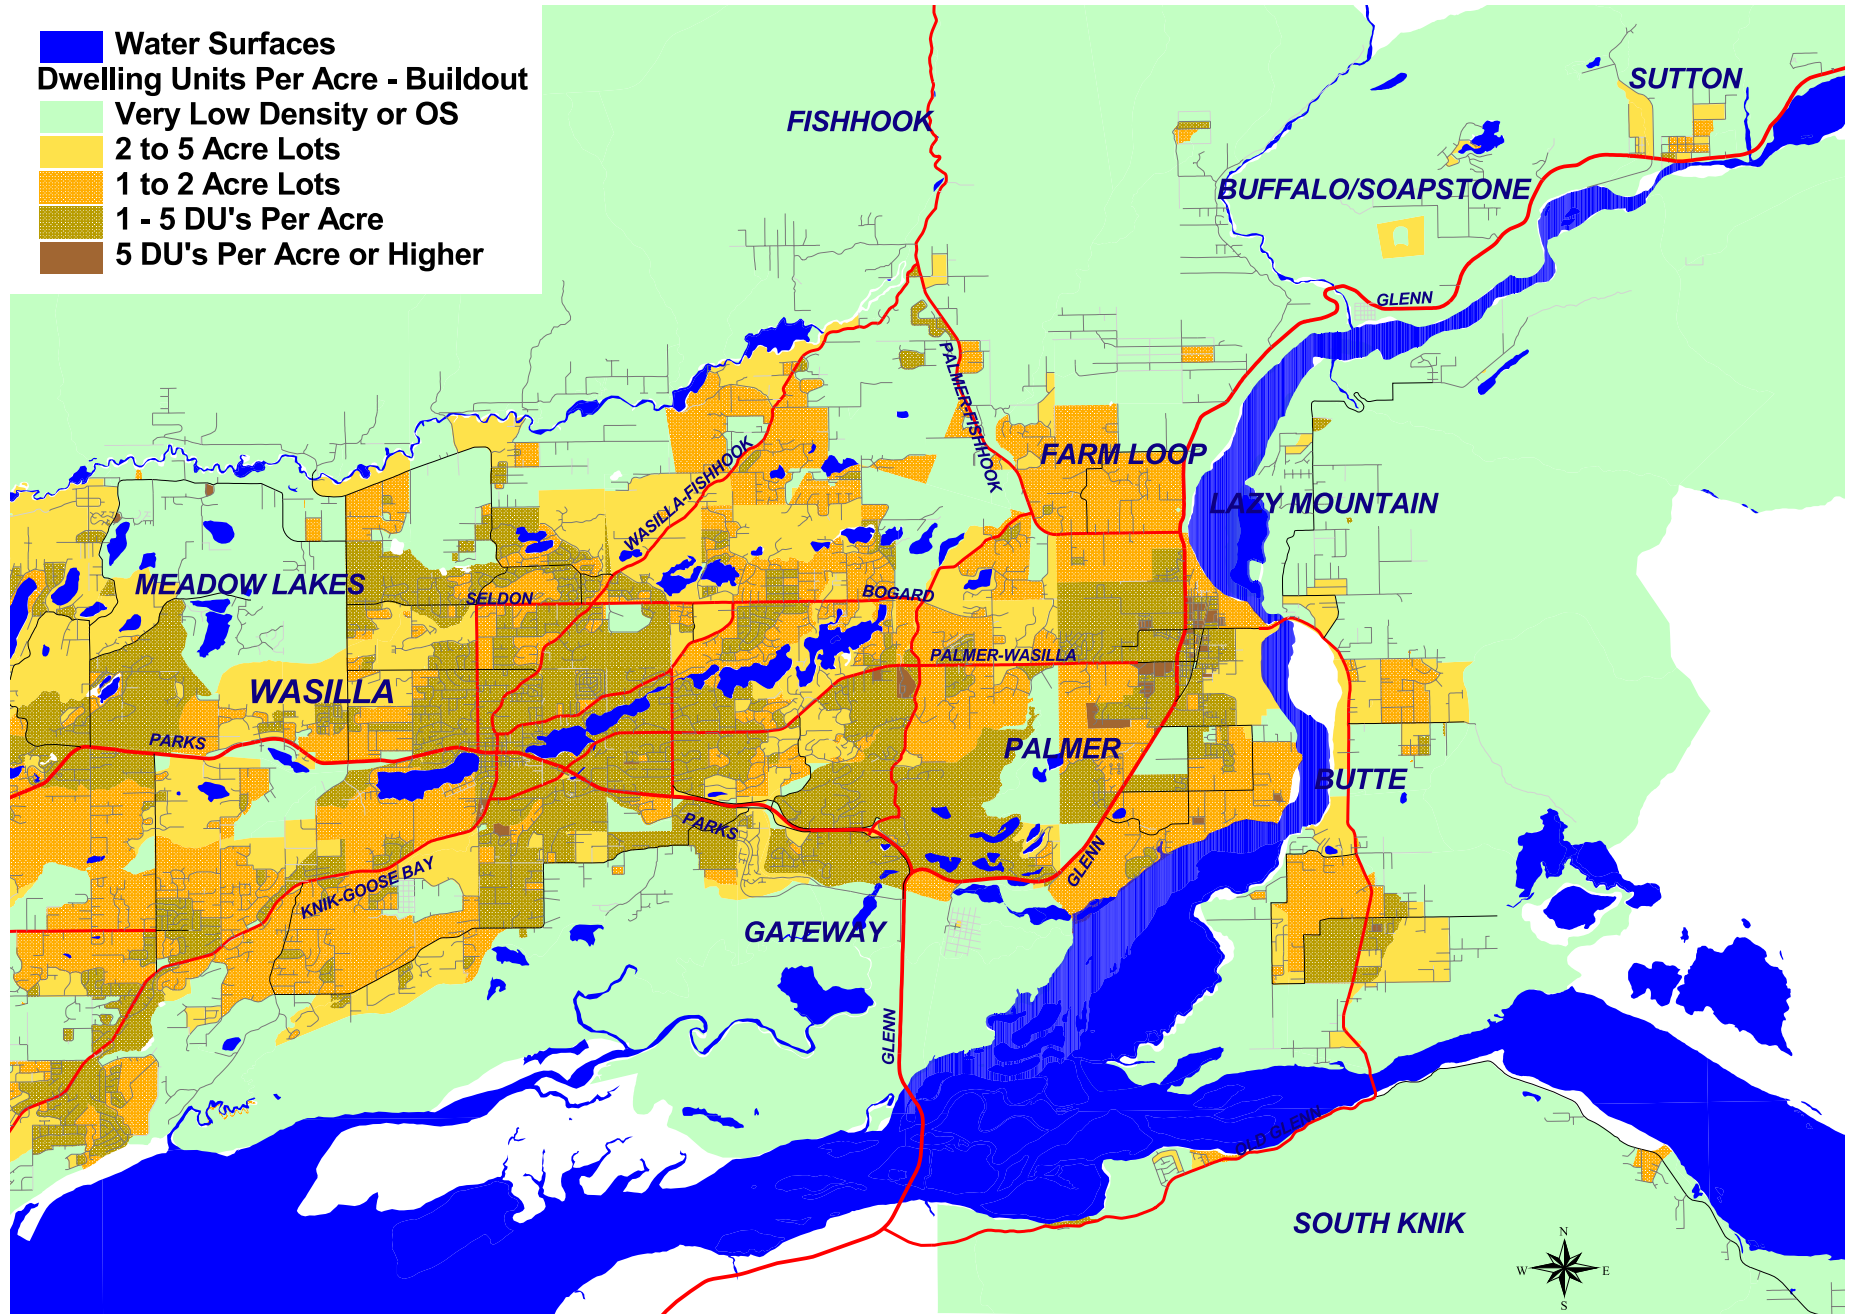 Water Surfaces
Dwelling Units Per Acre - Buildout
Very Low Density or OS
2 to 5 Acre Lots
1 to 2 Acre Lots
1 - 5 DU's Per Acre
5 DU's Per Acre or Higher
SUTTON
FISHHOOK
BUFFALO/SOAPSTONE
GLENN
PALMER-FISHHOOK
FARM LOOP
WASILLA-FISHHOOK
LAZY MOUNTAIN
MEADOW LAKES
SELDON
BOGARD
PALMER-WASILLA
WASILLA
PARKS
PALMER
BUTTE
PARKS
GLENN
KNIK-GOOSE BAY
GATEWAY
GLENN
OLD GLENN
SOUTH KNIK
N
W E
S